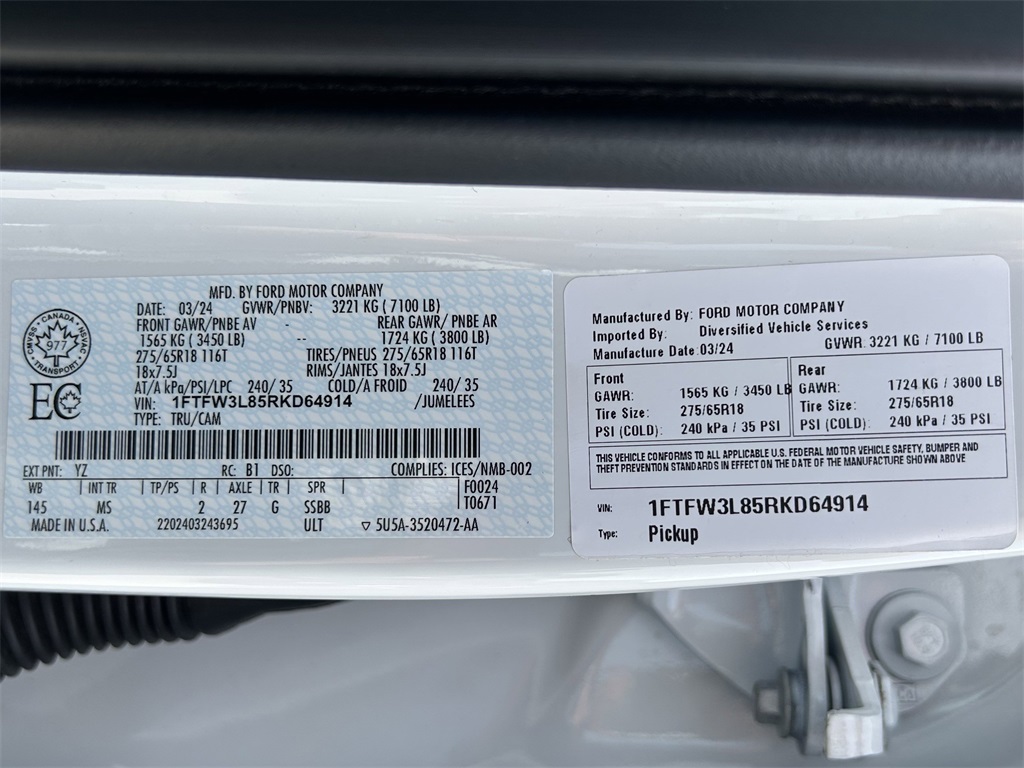 MFD. BY FORD MOTOR COMPANY
DATE: 03/24 GVWR/PNBV: 3221 KG ( 7100 LB)
FRONT GAWR/PNBE AV - REAR GAWR/ PNBE AR
1565 KG ( 3450 LB) -- 1724 KG ( 3800 LB)
275/65R18 116T TIRES/PNEUS 275/65R18 116T
18x7.5J RIMS/JANTES 18x7.5J
AT/A kPa/PSI/LPC 240/ 35 COLD/A FROID 240/ 35
VIN: 1FTFW3L85RKD64914 /JUMELEES
TYPE: TRU/CAM
CANADA
CMVSS NSVAC
977
TRANSPORT
EC
EXT PNT: YZ RC: B1 DSO: COMPLIES: ICES/NMB-002
WB INT TR TP/PS R AXLE TR SPR F0024
145 MS 2 27 G SSBB T0671
MADE IN U.S.A. 2202403243695 ULT ▽ 5U5A-3520472-AA
Manufactured By: FORD MOTOR COMPANY
Imported By: Diversified Vehicle Services
Manufacture Date: 03/24 GVWR: 3221 KG / 7100 LB
Front
GAWR: 1565 KG / 3450 LB
Tire Size: 275/65R18
PSI (COLD): 240 kPa / 35 PSI
Rear
GAWR: 1724 KG / 3800 LB
Tire Size: 275/65R18
PSI (COLD): 240 kPa / 35 PSI
THIS VEHICLE CONFORMS TO ALL APPLICABLE U.S. FEDERAL MOTOR VEHICLE SAFETY, BUMPER AND
THEFT PREVENTION STANDARDS IN EFFECT ON THE DATE OF THE MANUFACTURE SHOWN ABOVE
VIN: 1FTFW3L85RKD64914
Type: Pickup